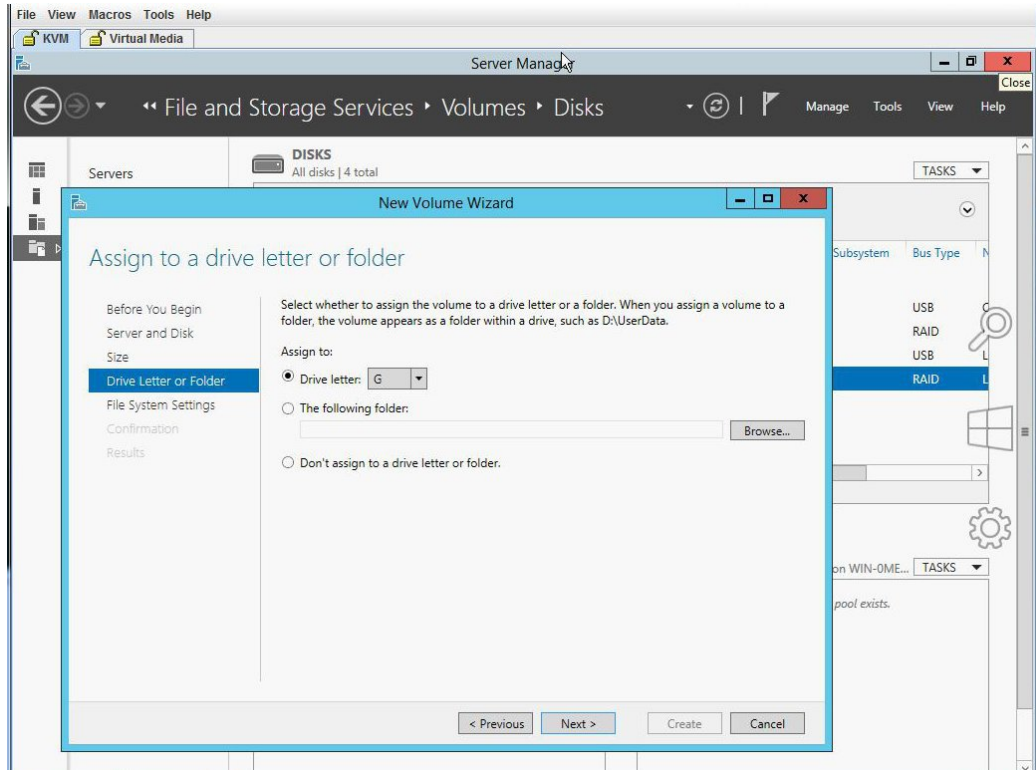 File View Macros Tools Help
KVM Virtual Media
Server Manager
Close
File and Storage Services Volumes Disks
Manage Tools View Help
Servers
DISKS
All disks | 4 total
TASKS
New Volume Wizard
Subsystem Bus Type
Assign to a drive letter or folder
Before You Begin
Server and Disk
Size
Drive Letter or Folder
File System Settings
Confirmation
Results
Select whether to assign the volume to a drive letter or a folder. When you assign a volume to a
folder, the volume appears as a folder within a drive, such as D:\UserData.
Assign to:
Drive letter: G
The following folder:
Browse...
Don't assign to a drive letter or folder.
USB
RAID
USB L
RAID L
on WIN-0ME... TASKS
pool exists.
< Previous Next > Create Cancel